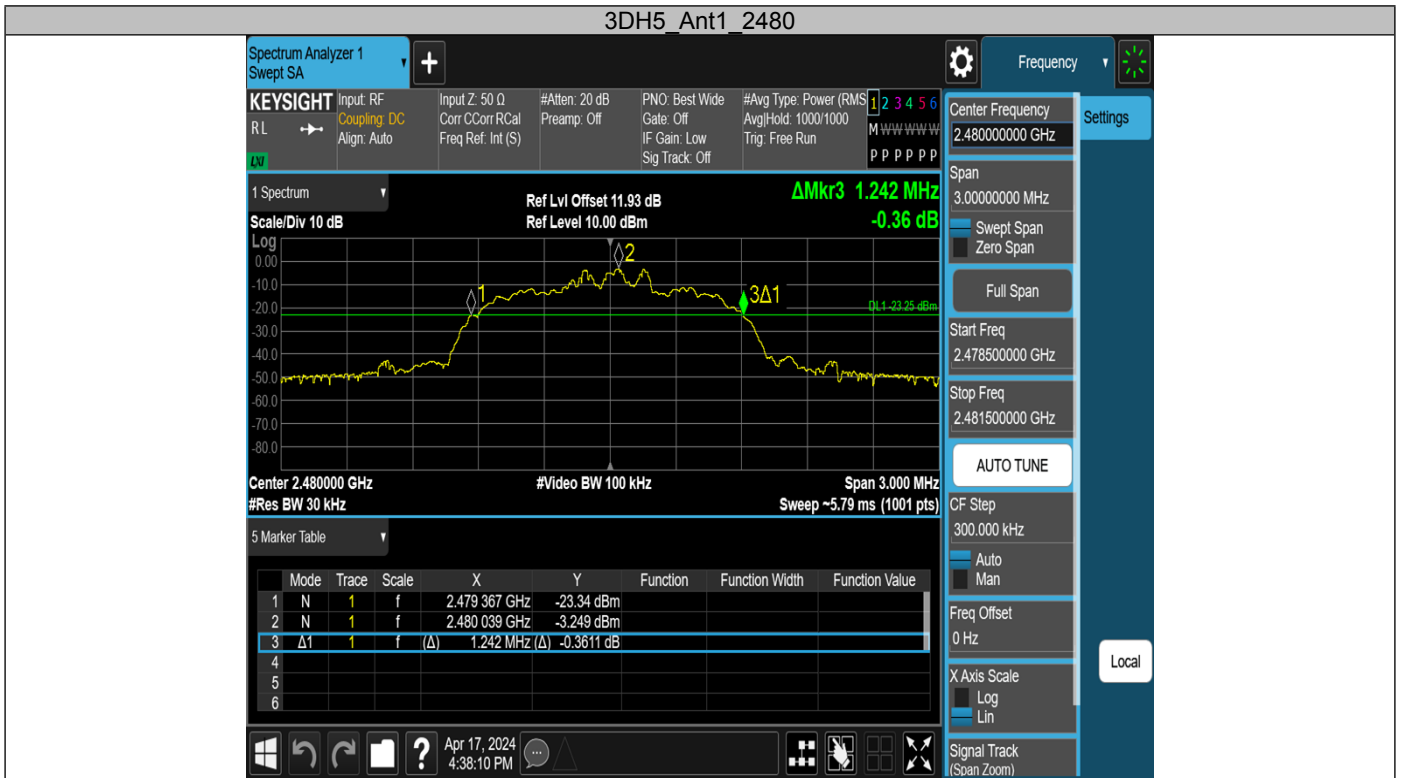 3DH5_Ant1_2480
Spectrum Analyzer 1
Swept SA
+
Frequency
KEYSIGHT
RL
LXI
Input: RF
Coupling: DC
Align: Auto
Input Z: 50 Ω
Corr CCorr RCal
Freq Ref: Int (S)
#Atten: 20 dB
Preamp: Off
PNO: Best Wide
Gate: Off
IF Gain: Low
Sig Track: Off
#Avg Type: Power (RMS
Avg|Hold: 1000/1000
Trig: Free Run
1 2 3 4 5 6
M W W W W W
P P P P P P
1 Spectrum
Scale/Div 10 dB
Ref Lvl Offset 11.93 dB
Ref Level 10.00 dBm
ΔMkr3 1.242 MHz
-0.36 dB
Log
0.00
-10.0
-20.0
-30.0
-40.0
-50.0
-60.0
-70.0
-80.0
1
2
3Δ1
DL1 -23.25 dBm
Center 2.480000 GHz
#Video BW 100 kHz
Span 3.000 MHz
#Res BW 30 kHz
Sweep ~5.79 ms (1001 pts)
5 Marker Table
Mode Trace Scale X Y Function Function Width Function Value
1 N 1 f 2.479 367 GHz -23.34 dBm
2 N 1 f 2.480 039 GHz -3.249 dBm
3 Δ1 1 f (Δ) 1.242 MHz (Δ) -0.3611 dB
4
5
6
?
Apr 17, 2024
4:38:10 PM
Center Frequency
2.480000000 GHz
Span
3.00000000 MHz
Swept Span
Zero Span
Full Span
Start Freq
2.478500000 GHz
Stop Freq
2.481500000 GHz
AUTO TUNE
CF Step
300.000 kHz
Auto
Man
Freq Offset
0 Hz
X Axis Scale
Log
Lin
Signal Track
(Span Zoom)
Settings
Local